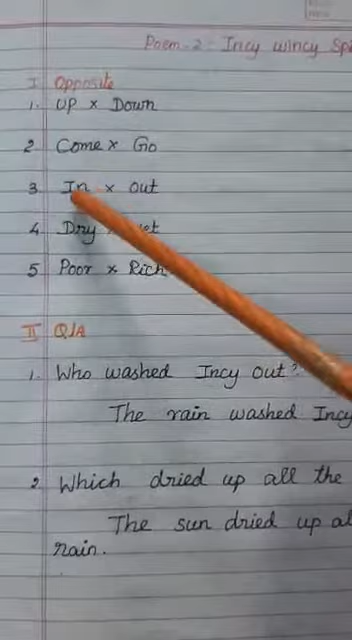 Poem-2: Incy wincy Sp
I Opposite
1. Up × Down
2. Come × Go
3. In × out
4. Dry ×
5 Poor × Rich
II Q/A
1. Who washed Incy out?
The rain washed Incy
2. Which dried up all the
The sun dried up al
rain.